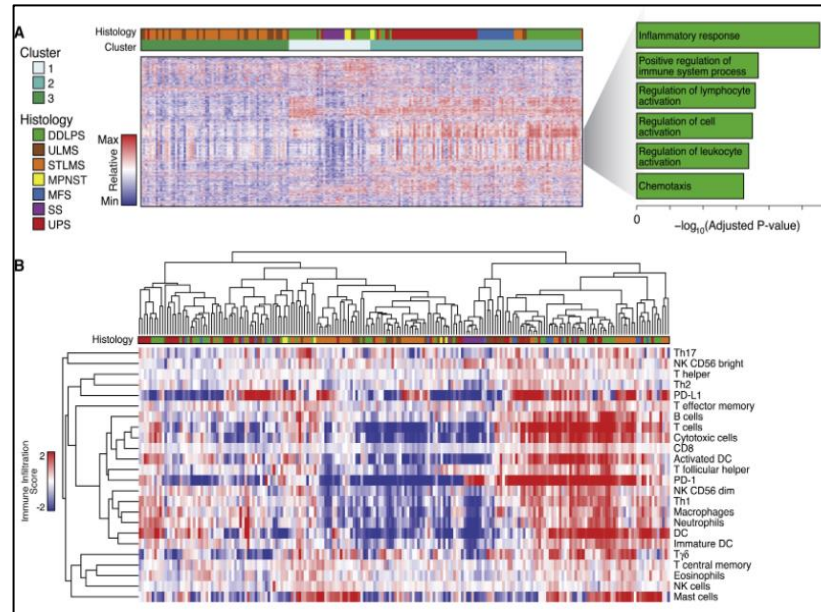 A
Histology
Cluster
Cluster
1
2
3
Histology
DDLPS
ULMS
STLMS
MPNST
MFS
SS
UPS
Max
Relative
Min
Inflammatory response
Positive regulation of
immune system process
Regulation of lymphocyte
activation
Regulation of cell
activation
Regulation of leukocyte
activation
Chemotaxis
0
–log10(Adjusted P-value)
B
Histology
Immune Infiltration
Score
2
-2
Th17
NK CD56 bright
T helper
Th2
PD-L1
T effector memory
B cells
T cells
Cytotoxic cells
CD8
Activated DC
T follicular helper
PD-1
NK CD56 dim
Th1
Macrophages
Neutrophils
DC
Immature DC
Tγδ
T central memory
Eosinophils
NK cells
Mast cells